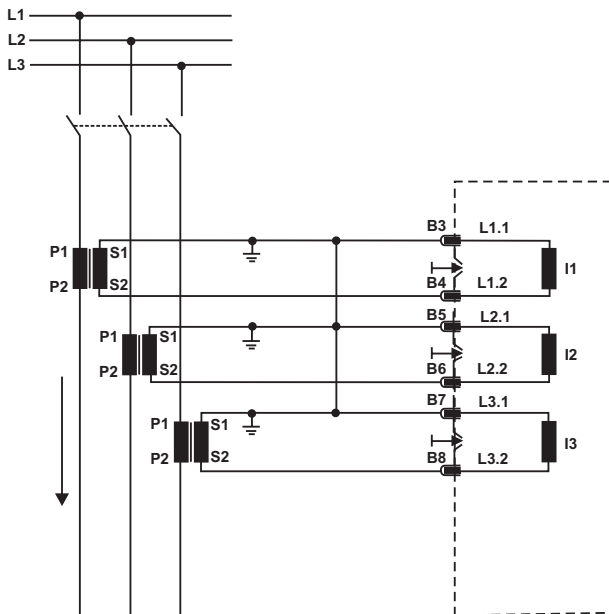 L1
L2
L3
B3 L1.1
P1 S1
I1
P2 S2
B4 L1.2
B5 L2.1
P1 S1
I2
P2 S2
B6 L2.2
B7 L3.1
P1 S1
I3
P2 S2
B8 L3.2